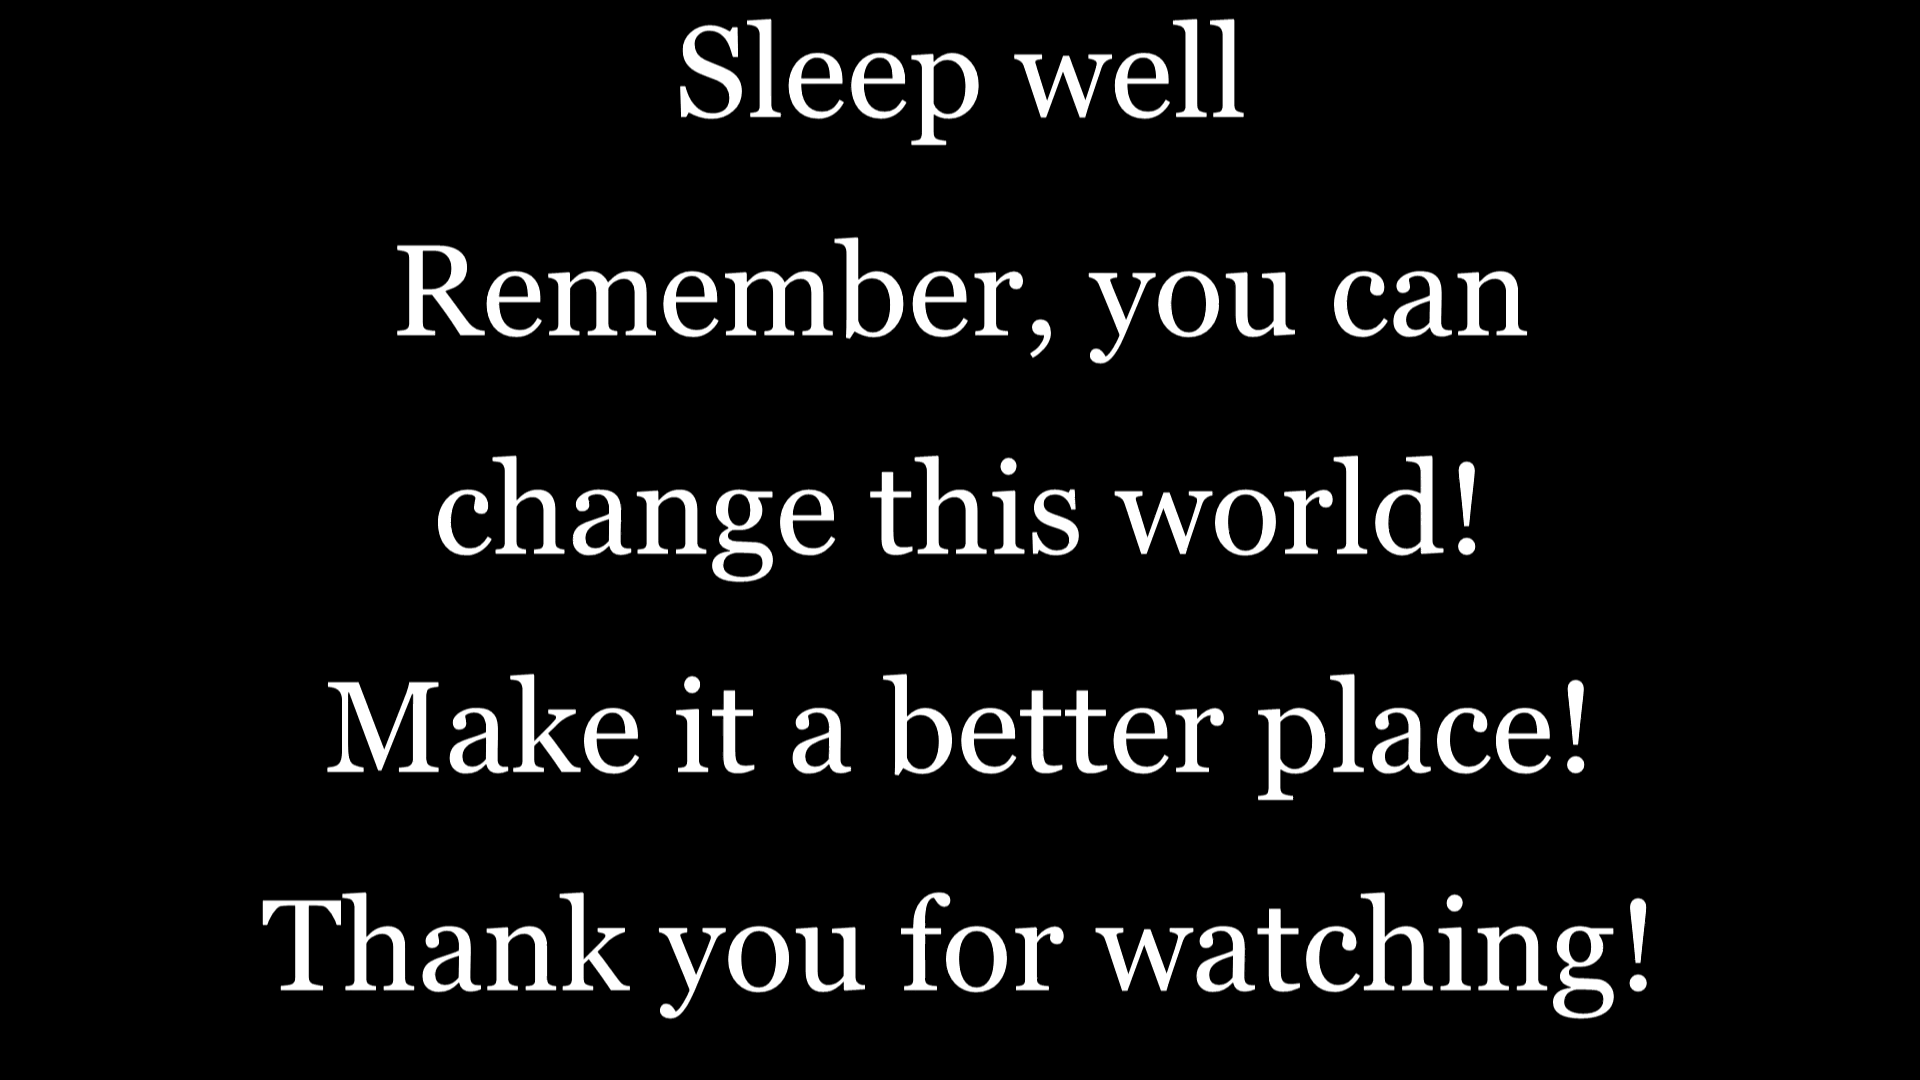 Sleep well
Remember, you can
change this world!
Make it a better place!
Thank you for watching!